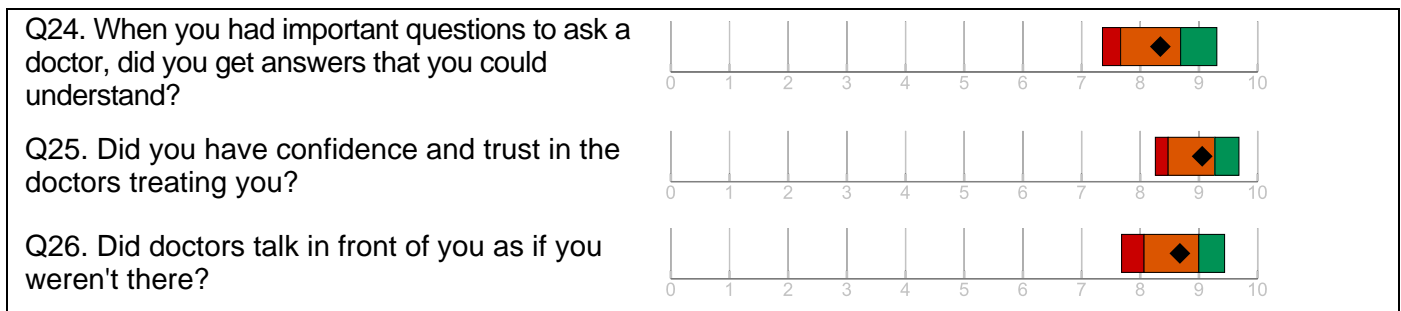 Q24. When you had important questions to ask a
doctor, did you get answers that you could
understand?
0 1 2 3 4 5 6 7 8 9 10
Q25. Did you have confidence and trust in the
doctors treating you?
0 1 2 3 4 5 6 7 8 9 10
Q26. Did doctors talk in front of you as if you
weren't there?
0 1 2 3 4 5 6 7 8 9 10